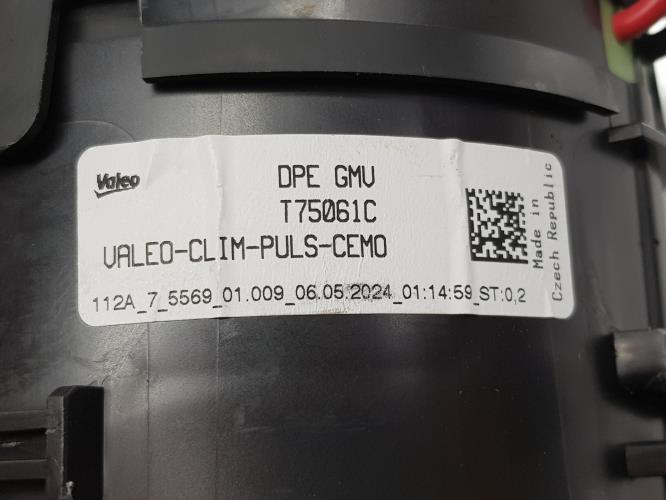 Valeo
DPE GMV
T75061C
VALEO-CLIM-PULS-CEMO
112A_7_5569_01.009_06.05.2024_01:14:59_ST:0,2
Made in
Czech Republic